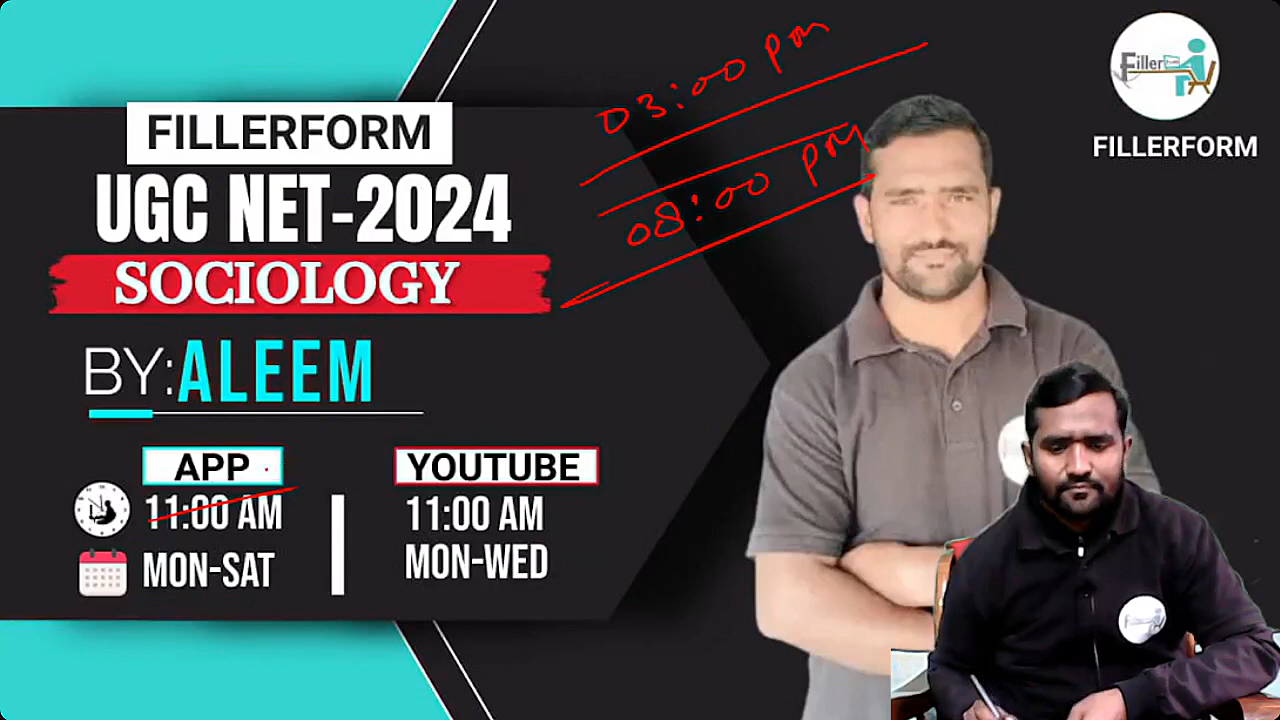 FILLERFORM
UGC NET-2024
SOCIOLOGY
BY:ALEEM
APP
11:00 AM
MON-SAT
YOUTUBE
11:00 AM
MON-WED
03:00 PM
08:00 PM
Filler
FILLERFORM
Filler